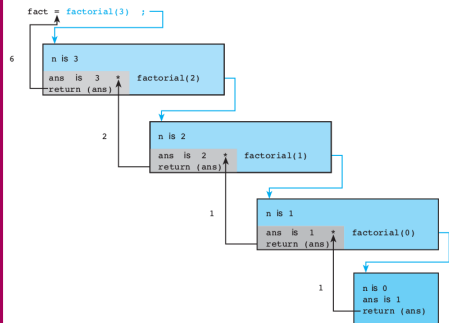 fact = factorial(3) ;
6
n is 3
ans is 3 * factorial(2)
return (ans)
2
n is 2
ans is 2 * factorial(1)
return (ans)
1
n is 1
ans is 1 * factorial(0)
return (ans)
1
n is 0
ans is 1
return (ans)